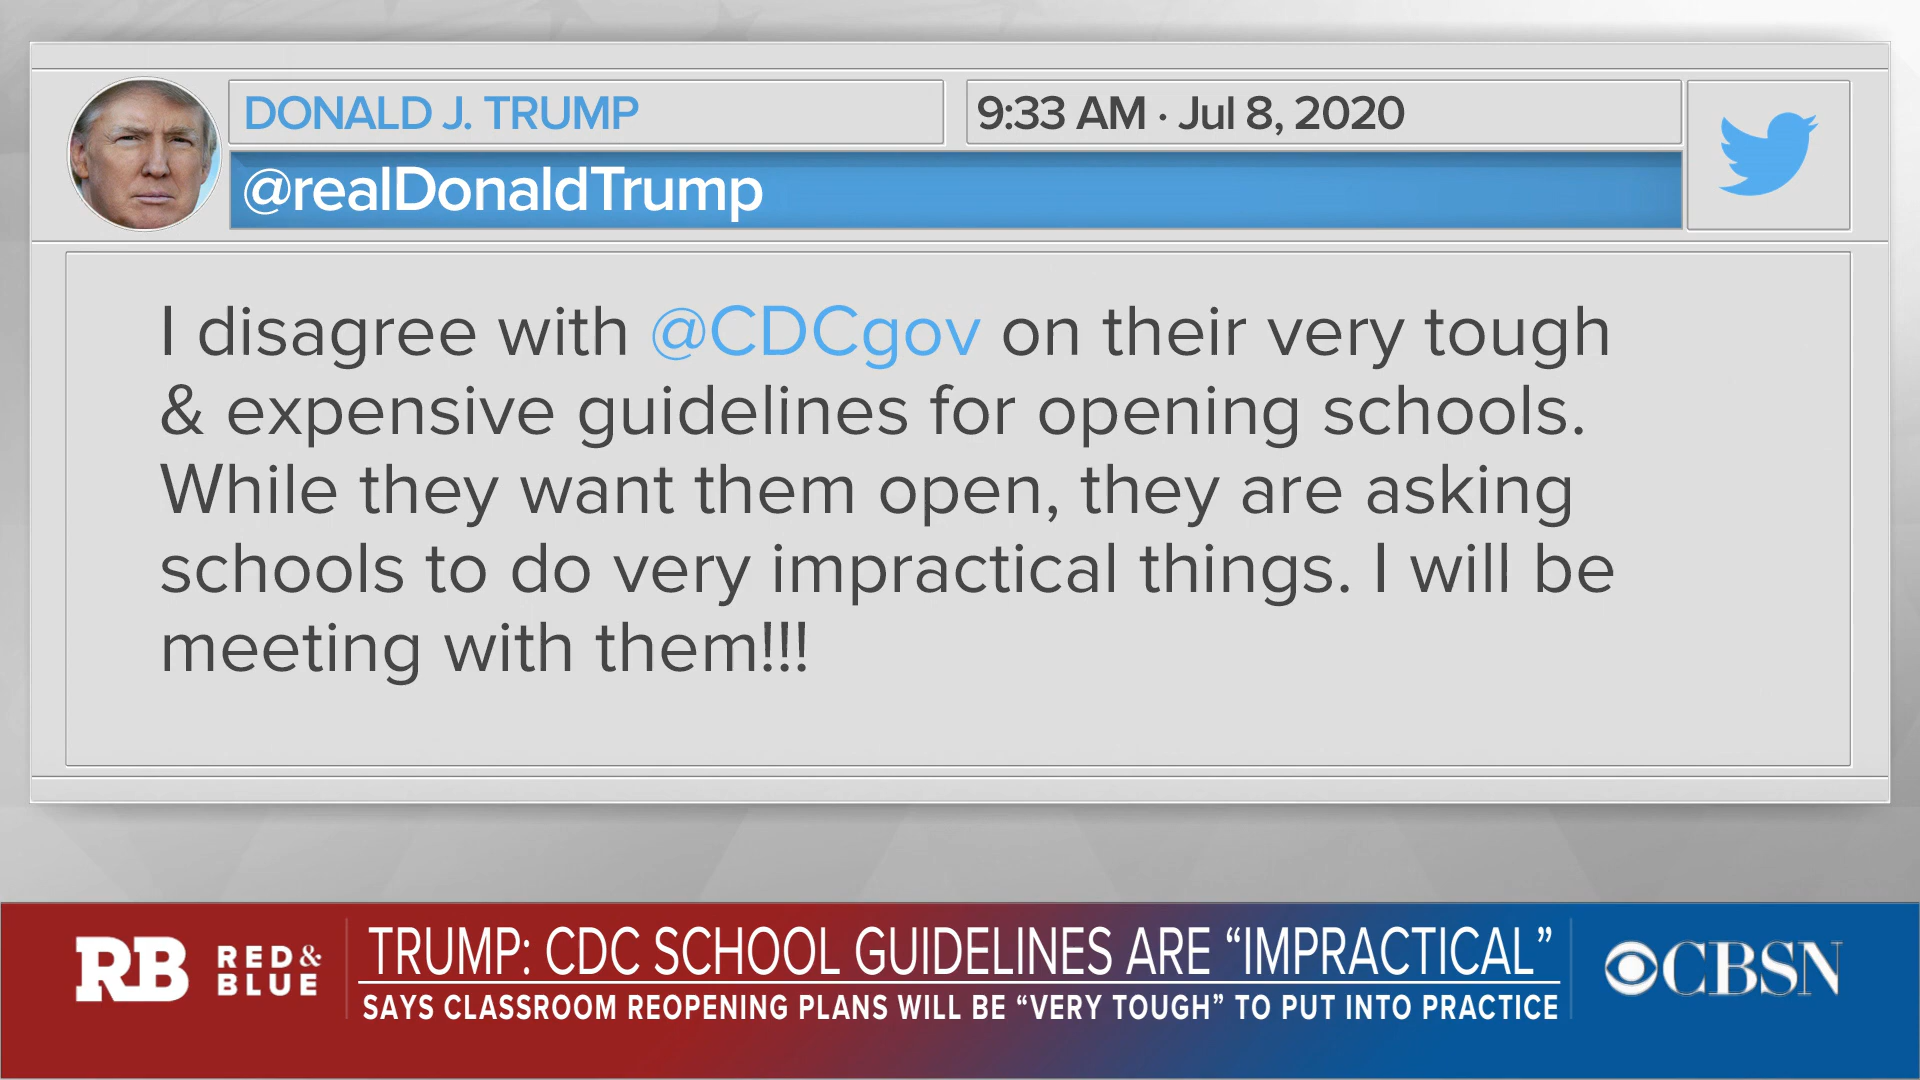 DONALD J. TRUMP
9:33 AM · Jul 8, 2020
@realDonaldTrump
I disagree with @CDCgov on their very tough
& expensive guidelines for opening schools.
While they want them open, they are asking
schools to do very impractical things. I will be
meeting with them!!!
RB
RED&
BLUE
TRUMP: CDC SCHOOL GUIDELINES ARE “IMPRACTICAL”
SAYS CLASSROOM REOPENING PLANS WILL BE “VERY TOUGH” TO PUT INTO PRACTICE
CBSN